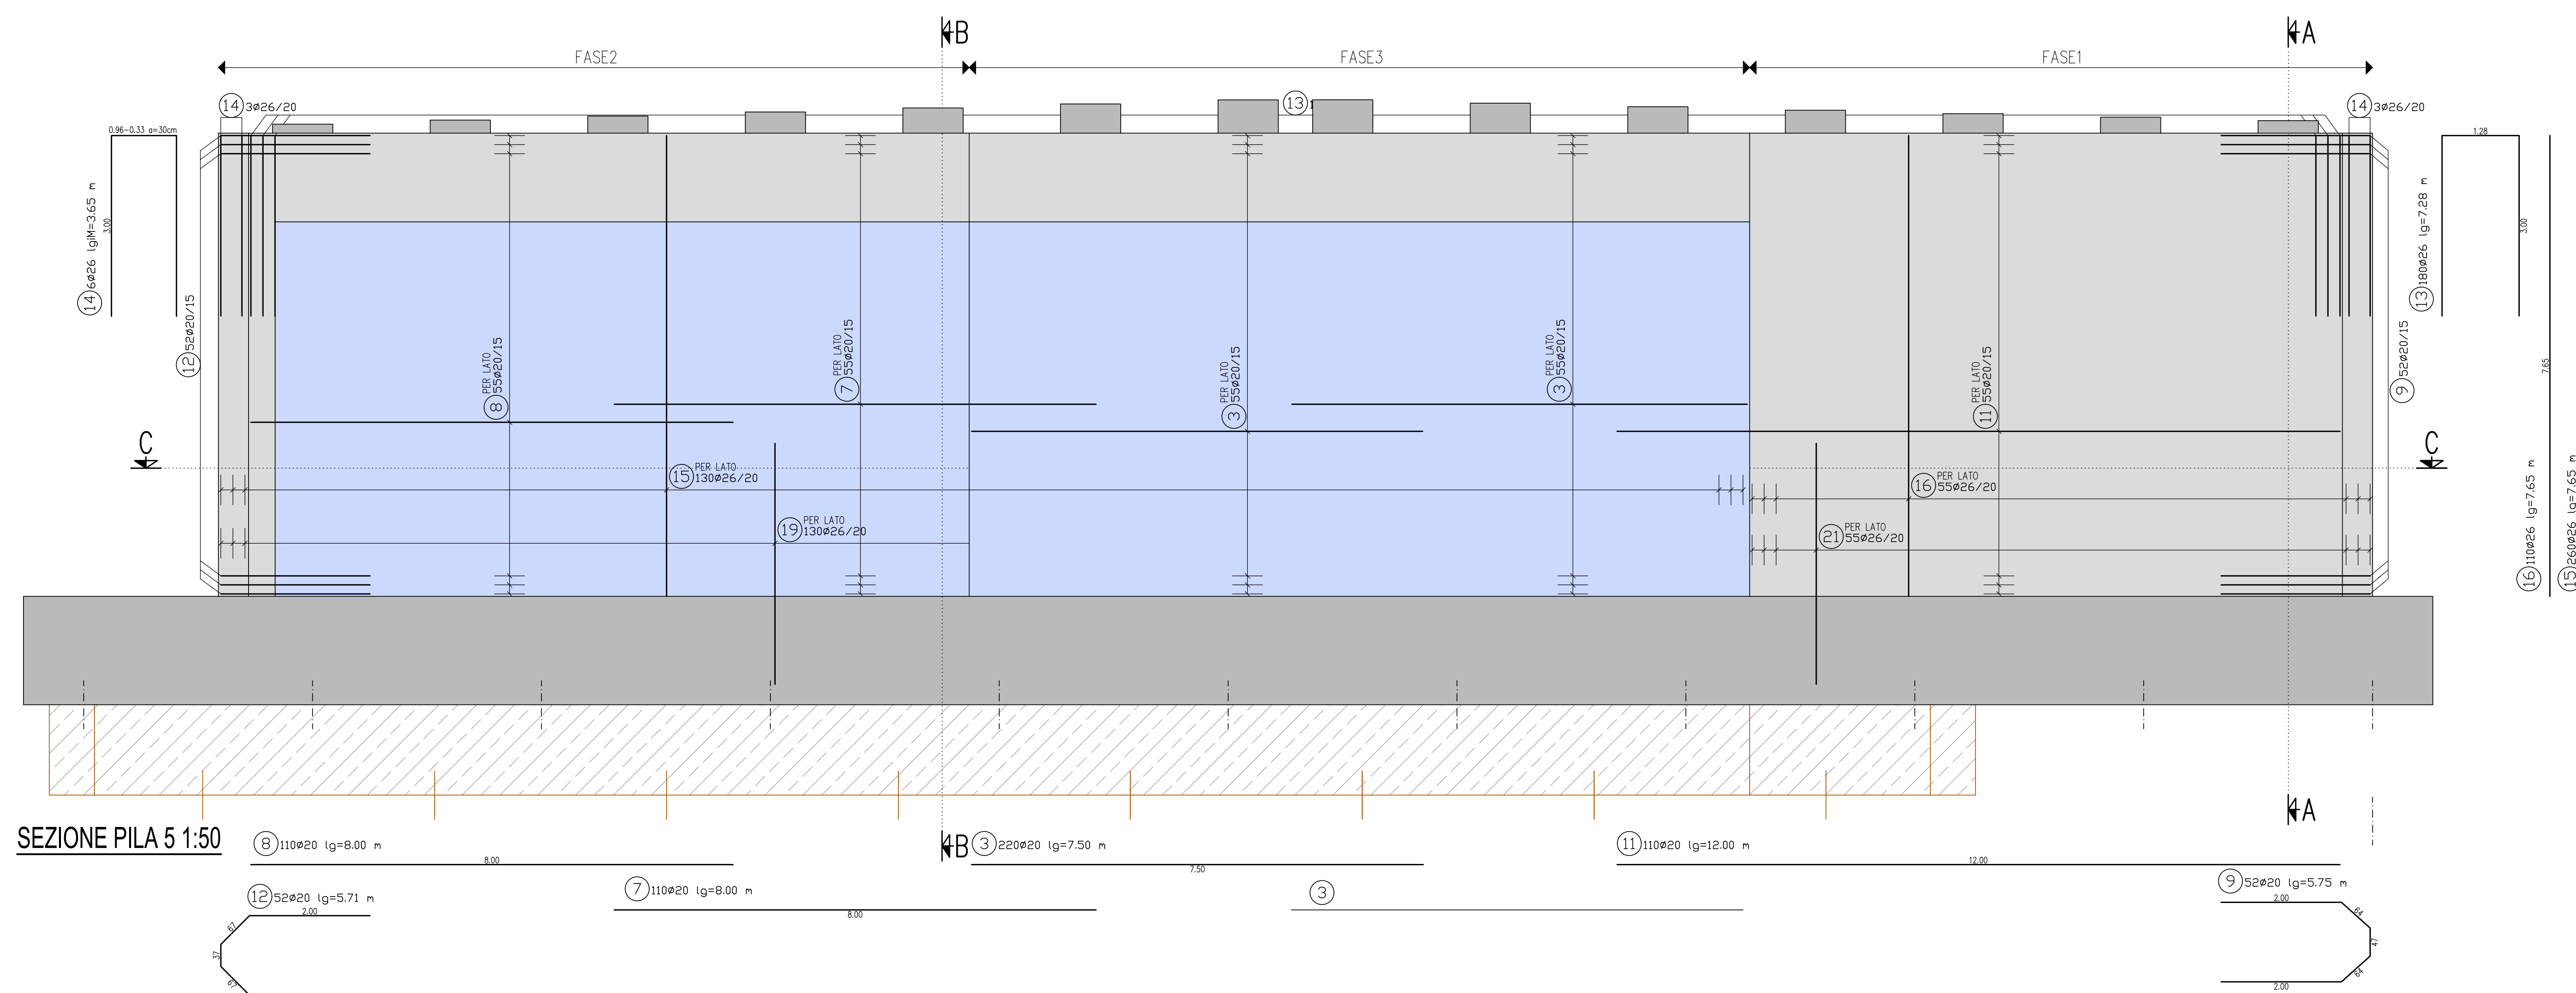 B
A
FASE2
FASE3
FASE1
14 3ø26/20
13
14 3ø26/20
0.96-0.33 a=30cm
1.28
14 6ø26 lgiM=3.65 m
3.00
12 52ø20/15
PER LATO
8 55ø20/15
PER LATO
7 55ø20/15
PER LATO
3 55ø20/15
PER LATO
3 55ø20/15
PER LATO
11 55ø20/15
9 52ø20/15
13 180ø26 lg=7.28 m
3.00
7.65
16 110ø26 lg=7.65 m
15 260ø26 lg=7.65 m
C
C
PER LATO
15 130ø26/20
PER LATO
16 55ø26/20
PER LATO
19 130ø26/20
PER LATO
21 55ø26/20
A
SEZIONE PILA 5 1:50
B
8 110ø20 lg=8.00 m
8.00
3 220ø20 lg=7.50 m
7.50
11 110ø20 lg=12.00 m
12.00
12 52ø20 lg=5.71 m
2.00
67
37
67
7 110ø20 lg=8.00 m
8.00
3
9 52ø20 lg=5.75 m
2.00
64
47
64
2.00